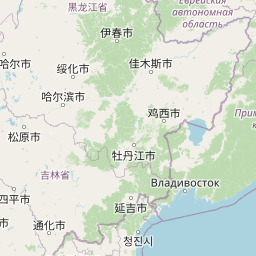 Еврейская
автономная
область
黑龙江省
伊春市
哈尔市
绥化市
佳木斯市
哈尔滨市
鸡西市
При
松原市
牡丹江市
吉林省
Владивосток
四平市
延吉市
通化市
청진시